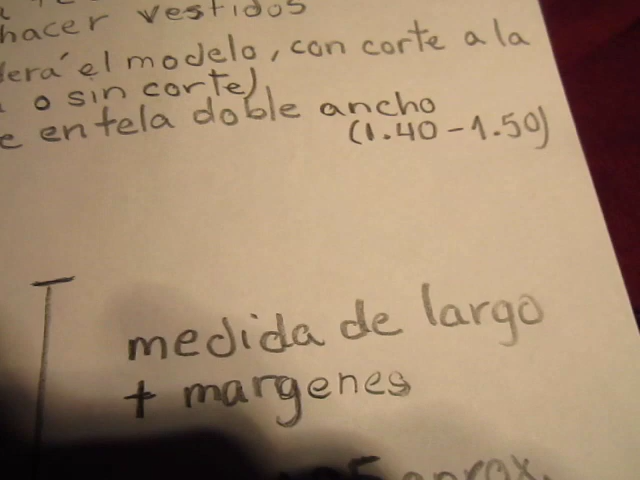 hacer vestidos
el modelo, con corte a la
o sin corte)
e en tela doble ancho
(1.40-1.50)
medida de largo
+ margenes
aprox.